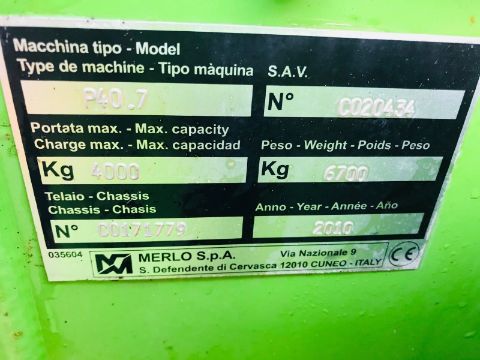 Macchina tipo - Model
Type de machine - Tipo màquina S.A.V.
P40.7 N° C020434
Portata max. - Max. capacity
Charge max. - Max. capacidad Peso - Weight - Poids - Peso
Kg 4000 Kg 6700
Telaio - Chassis
Chassis - Chasis Anno - Year - Année - Año
N° C0171779 2010
035604 MERLO S.p.A. Via Nazionale 9
S. Defendente di Cervasca 12010 CUNEO - ITALY CE